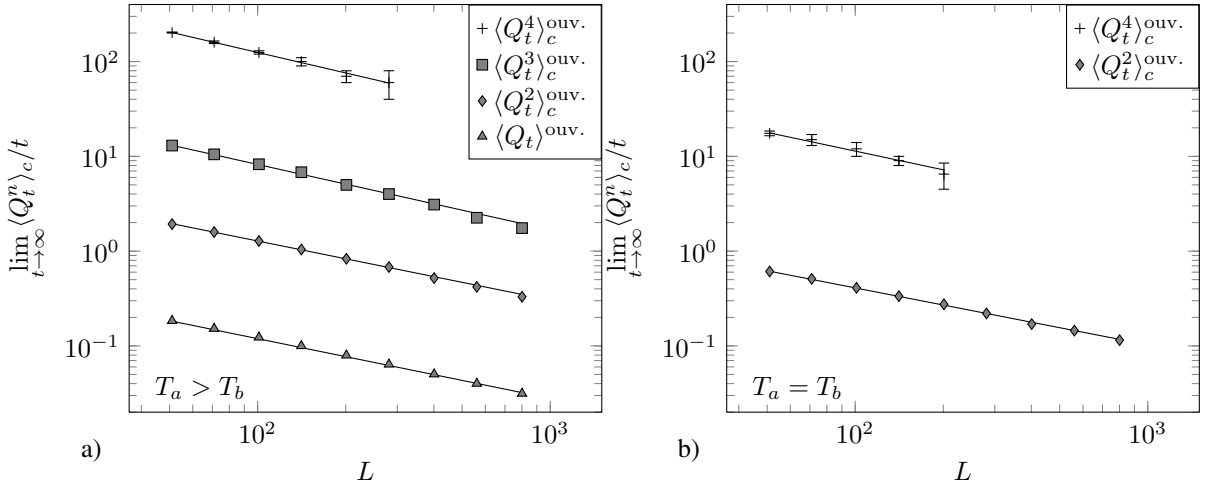 10^2
10^1
10^0
10^{-1}
\lim_{t→∞} ⟨Q_t^n⟩_c/t
⟨Q_t^4⟩_c^{ouv.}
⟨Q_t^3⟩_c^{ouv.}
⟨Q_t^2⟩_c^{ouv.}
⟨Q_t⟩^{ouv.}
T_a > T_b
10^2 10^3
a) L
10^2
10^1
10^0
10^{-1}
\lim_{t→∞} ⟨Q_t^n⟩_c/t
⟨Q_t^4⟩_c^{ouv.}
⟨Q_t^2⟩_c^{ouv.}
T_a = T_b
10^2 10^3
b) L